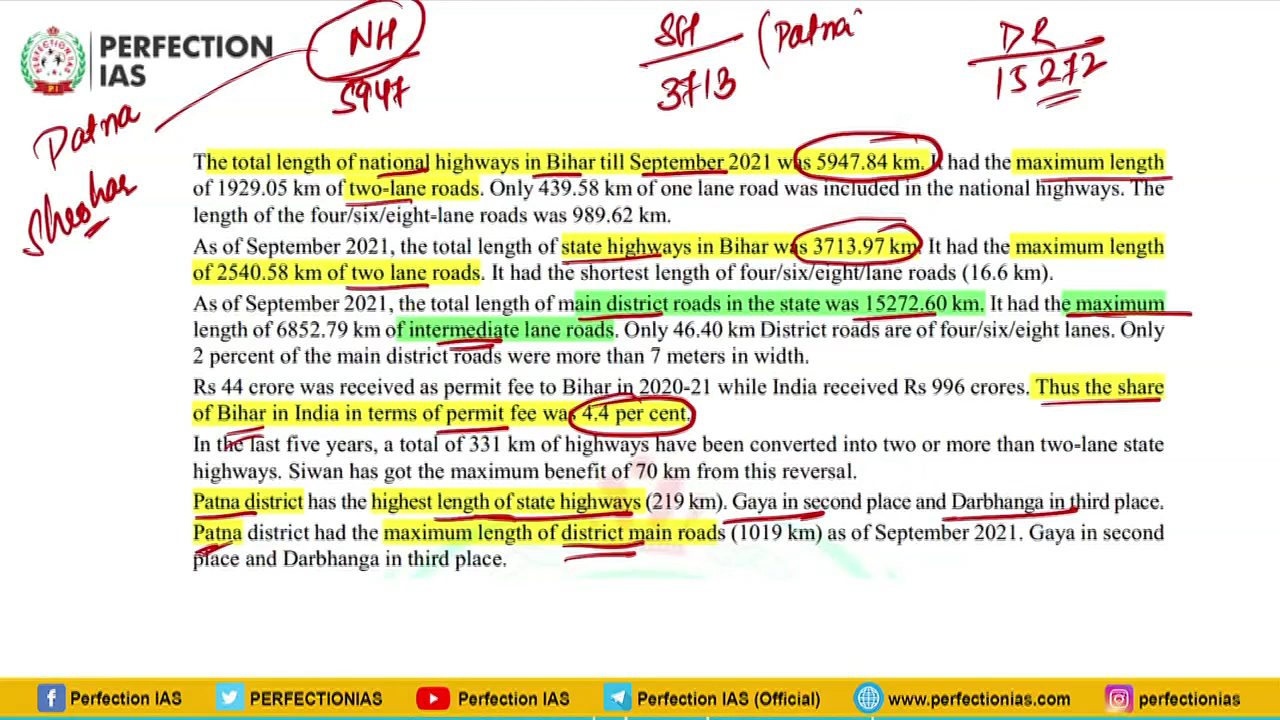 PERFECTION
IAS
NH
5947
SH
3713
(Patna
DR
15272
Patna
Sheohar
The total length of national highways in Bihar till September 2021 was 5947.84 km. It had the maximum length
of 1929.05 km of two-lane roads. Only 439.58 km of one lane road was included in the national highways. The
length of the four/six/eight-lane roads was 989.62 km.
As of September 2021, the total length of state highways in Bihar was 3713.97 km. It had the maximum length
of 2540.58 km of two lane roads. It had the shortest length of four/six/eight/lane roads (16.6 km).
As of September 2021, the total length of main district roads in the state was 15272.60 km. It had the maximum
length of 6852.79 km of intermediate lane roads. Only 46.40 km District roads are of four/six/eight lanes. Only
2 percent of the main district roads were more than 7 meters in width.
Rs 44 crore was received as permit fee to Bihar in 2020-21 while India received Rs 996 crores. Thus the share
of Bihar in India in terms of permit fee was 4.4 per cent.
In the last five years, a total of 331 km of highways have been converted into two or more than two-lane state
highways. Siwan has got the maximum benefit of 70 km from this reversal.
Patna district has the highest length of state highways (219 km). Gaya in second place and Darbhanga in third place.
Patna district had the maximum length of district main roads (1019 km) as of September 2021. Gaya in second
place and Darbhanga in third place.
Perfection IAS
PERFECTIONIAS
Perfection IAS
Perfection IAS (Official)
www.perfectionias.com
perfectionias